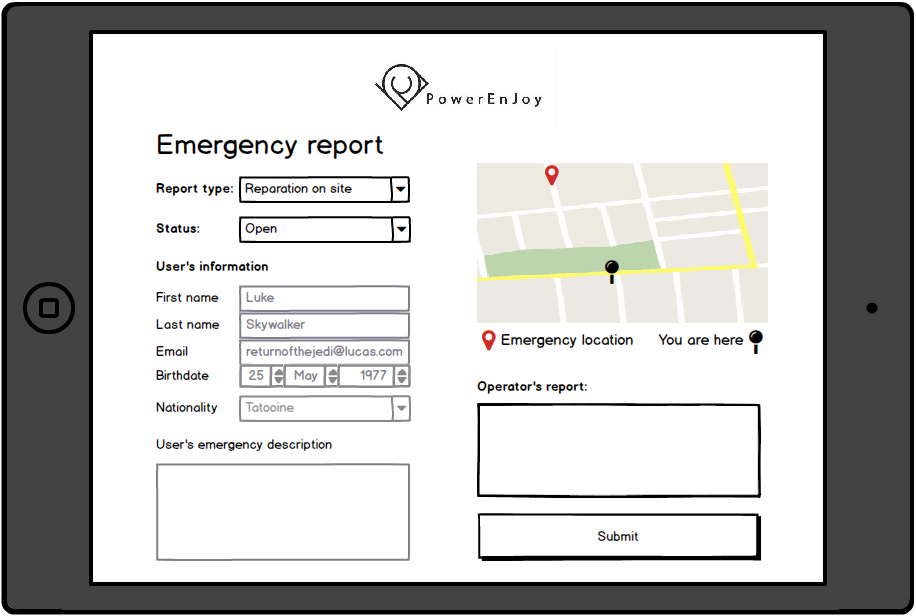 PowerEnJoy
Emergency report
Report type: Reparation on site
Status: Open
User's information
First name Luke
Last name Skywalker
Email returnofthejedi@lucas.com
Birthdate 25 May 1977
Nationality Tatooine
User's emergency description
Emergency location You are here
Operator's report:
Submit